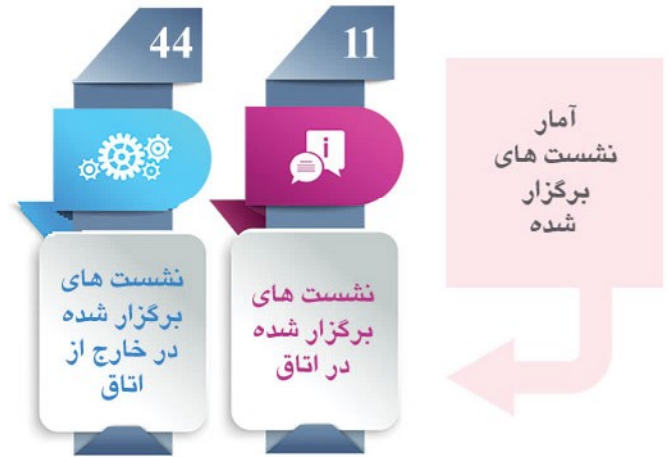 آمار
نشست های
برگزار
شده
11
نشست های
برگزار شده
در اتاق
44
نشست های
برگزار شده
در خارج از
اتاق